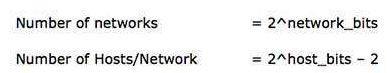 Number of networks = 2^network_bits
Number of Hosts/Network = 2^host_bits – 2